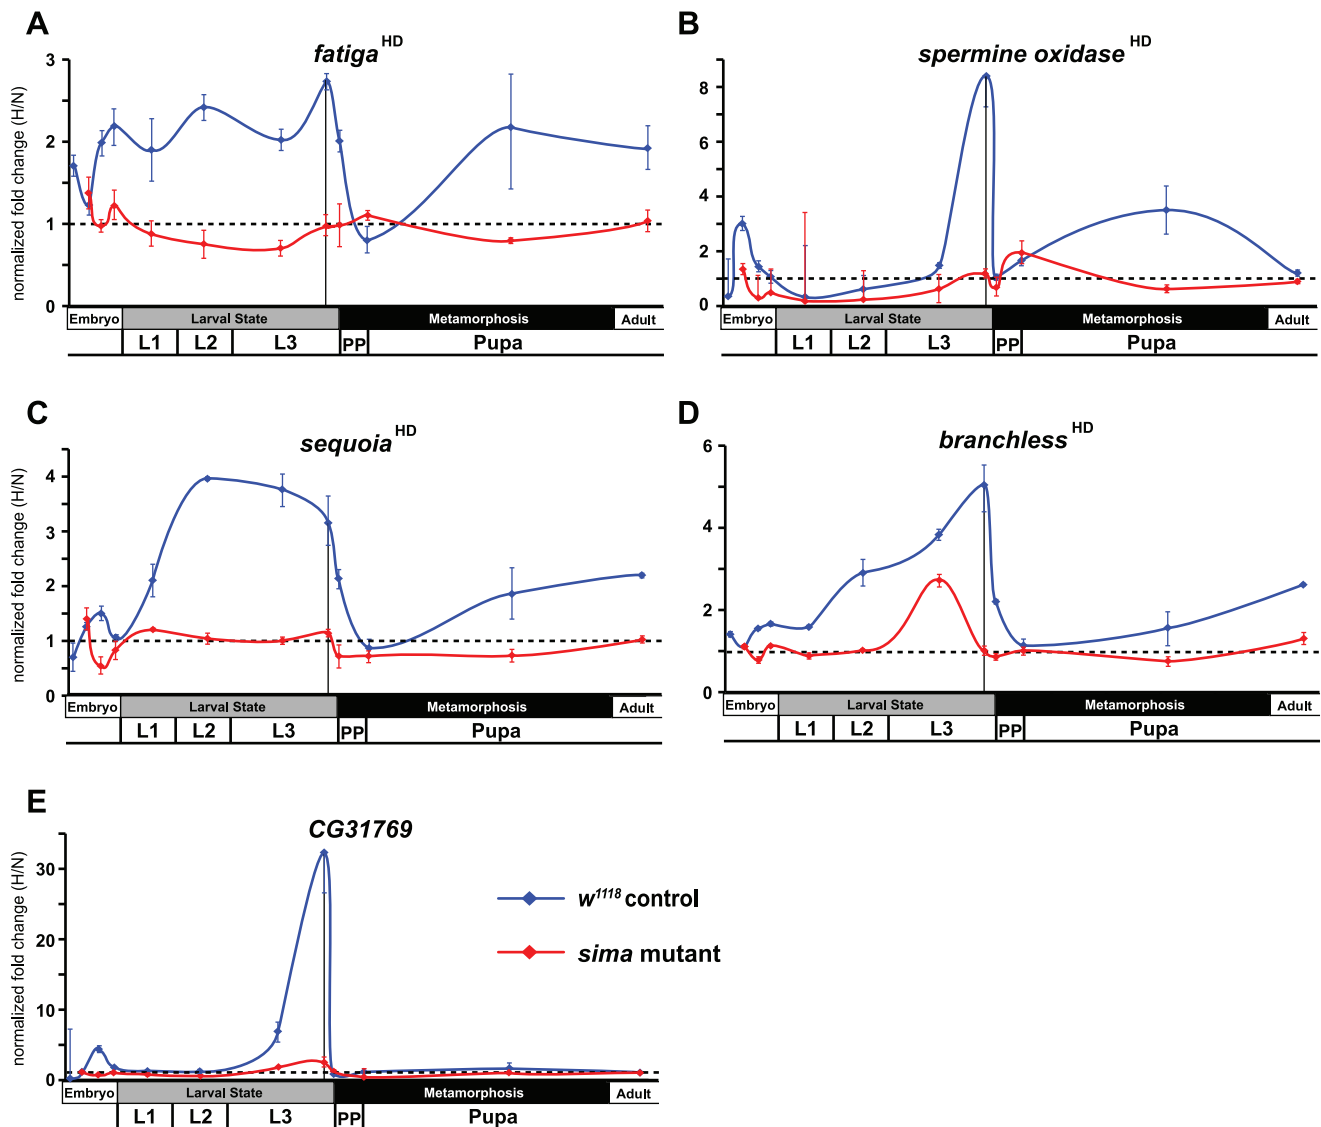 A
fatiga HD
normalized fold change (H/N)
3
2
1
0
Embryo Larval State Metamorphosis Adult
L1 L2 L3 PP Pupa
B
spermine oxidase HD
8
6
4
2
0
Embryo Larval State Metamorphosis Adult
L1 L2 L3 PP Pupa
C
sequoia HD
normalized fold change (H/N)
4
3
2
1
0
Embryo Larval State Metamorphosis Adult
L1 L2 L3 PP Pupa
D
branchless HD
6
4
2
0
Embryo Larval State Metamorphosis Adult
L1 L2 L3 PP Pupa
E
CG31769
normalized fold change (H/N)
30
20
10
0
Embryo Larval State Metamorphosis Adult
L1 L2 L3 PP Pupa
w1118 control
sima mutant